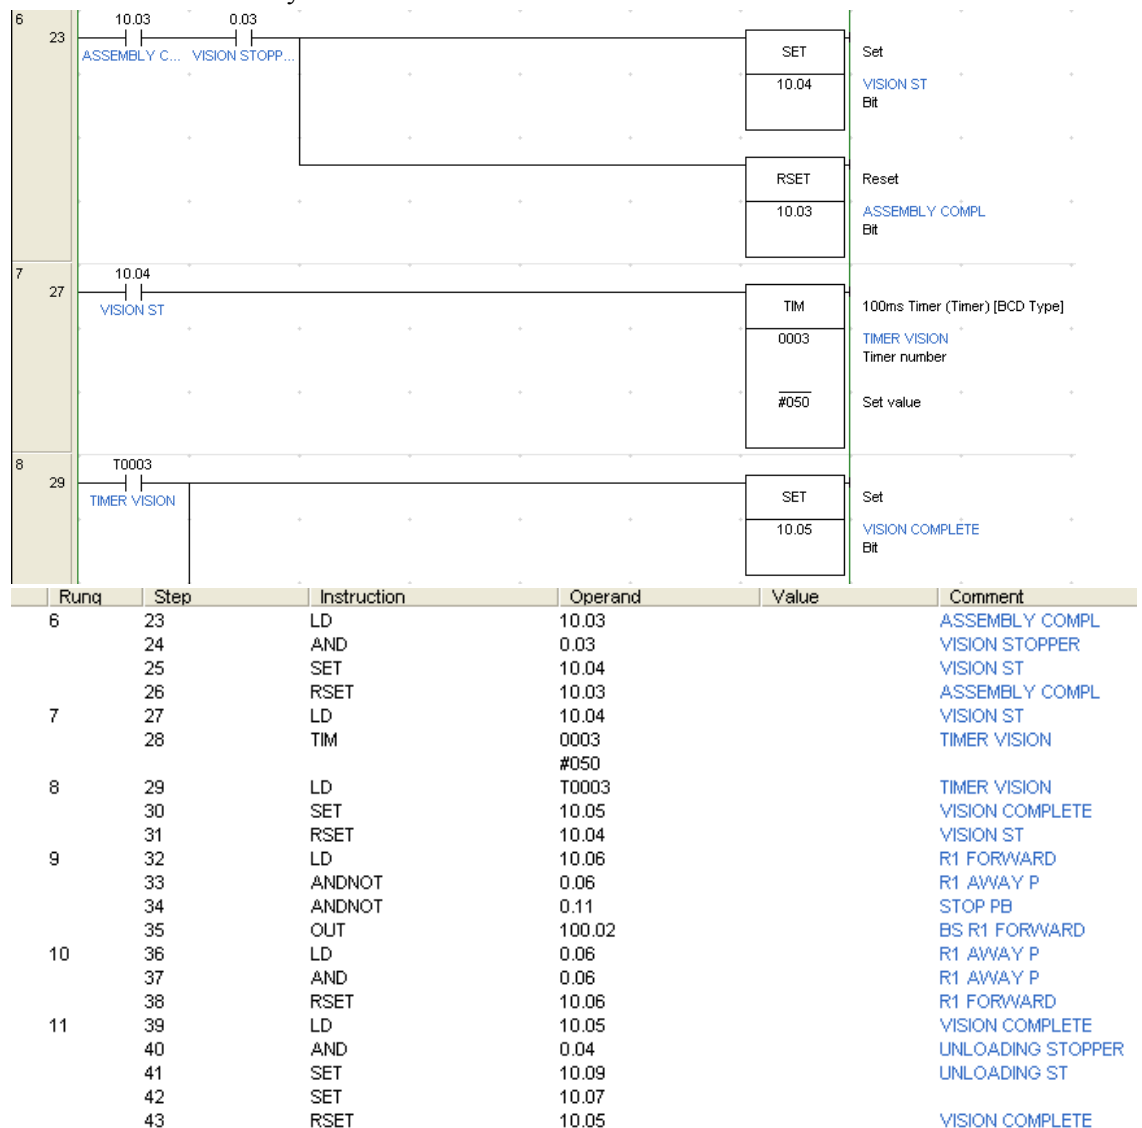 6
10.03 0.03
23
ASSEMBLY C... VISION STOPP...
SET Set
10.04 VISION ST
Bit
RSET Reset
10.03 ASSEMBLY COMPL
Bit
7
10.04
27
VISION ST
TIM 100ms Timer (Timer) [BCD Type]
0003 TIMER VISION
Timer number
#050 Set value
8
T0003
29
TIMER VISION
SET Set
10.05 VISION COMPLETE
Bit
Rung Step Instruction Operand Value Comment
6 23 LD 10.03 ASSEMBLY COMPL
24 AND 0.03 VISION STOPPER
25 SET 10.04 VISION ST
26 RSET 10.03 ASSEMBLY COMPL
7 27 LD 10.04 VISION ST
28 TIM 0003 TIMER VISION
#050
8 29 LD T0003 TIMER VISION
30 SET 10.05 VISION COMPLETE
31 RSET 10.04 VISION ST
9 32 LD 10.06 R1 FORWARD
33 ANDNOT 0.06 R1 AWAY P
34 ANDNOT 0.11 STOP PB
35 OUT 100.02 BS R1 FORWARD
10 36 LD 0.06 R1 AWAY P
37 AND 0.06 R1 AWAY P
38 RSET 10.06 R1 FORWARD
11 39 LD 10.05 VISION COMPLETE
40 AND 0.04 UNLOADING STOPPER
41 SET 10.09 UNLOADING ST
42 SET 10.07
43 RSET 10.05 VISION COMPLETE